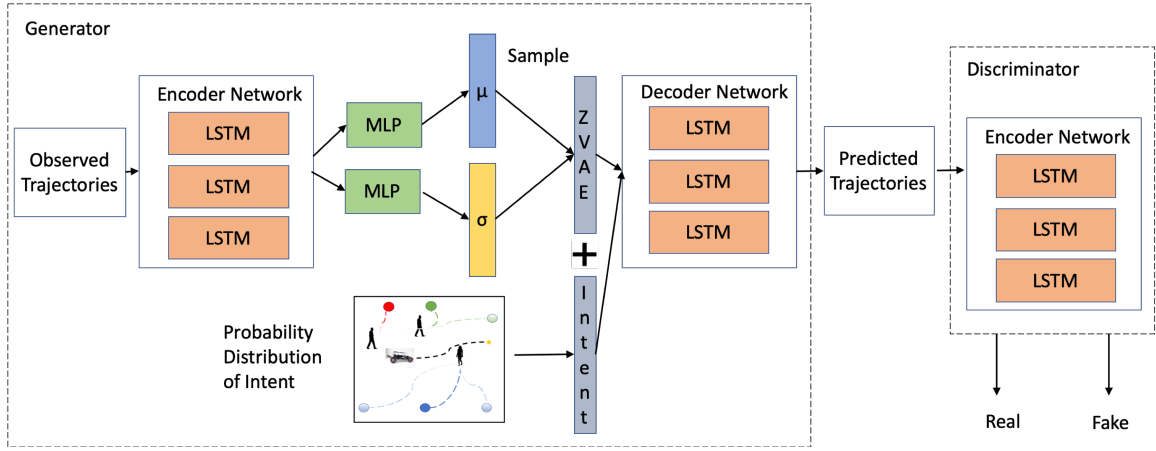 Generator
Observed
Trajectories
Encoder Network
LSTM
LSTM
LSTM
MLP
MLP
μ
σ
Sample
Z
V
A
E
+
I
n
t
e
n
t
Probability
Distribution
of Intent
Decoder Network
LSTM
LSTM
LSTM
Predicted
Trajectories
Discriminator
Encoder Network
LSTM
LSTM
LSTM
Real
Fake